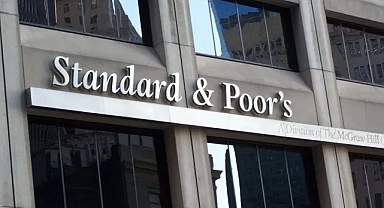 Standard & Poor's
A Division of The McGraw Hill